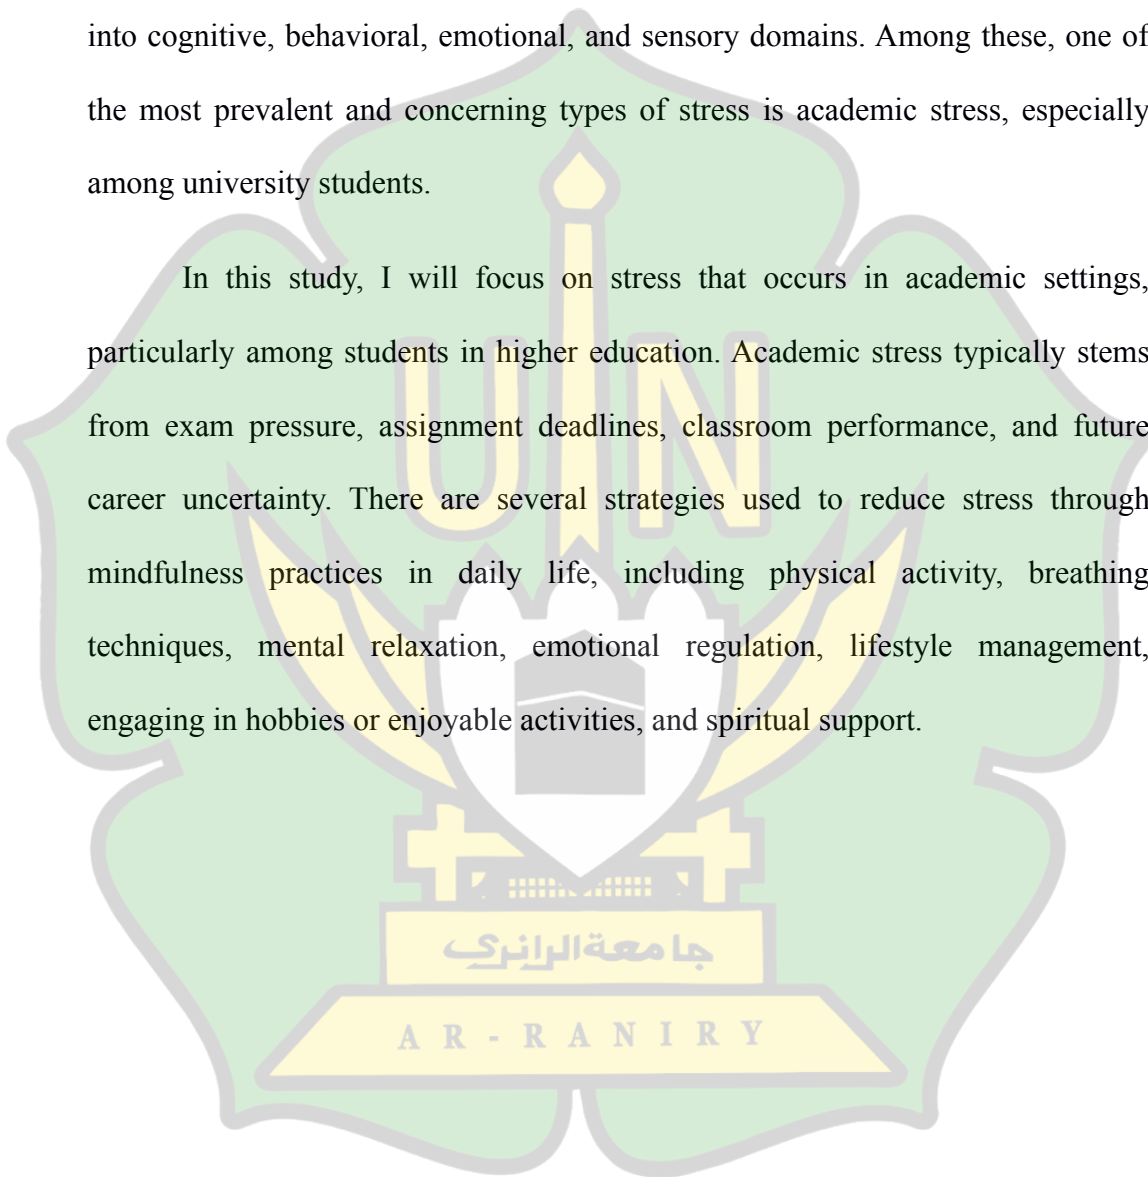 into cognitive, behavioral, emotional, and sensory domains. Among these, one of
the most prevalent and concerning types of stress is academic stress, especially
among university students.
In this study, I will focus on stress that occurs in academic settings,
particularly among students in higher education. Academic stress typically stems
from exam pressure, assignment deadlines, classroom performance, and future
career uncertainty. There are several strategies used to reduce stress through
mindfulness practices in daily life, including physical activity, breathing
techniques, mental relaxation, emotional regulation, lifestyle management,
engaging in hobbies or enjoyable activities, and spiritual support.
UIN
جامعةالرانري
AR-RANIRY